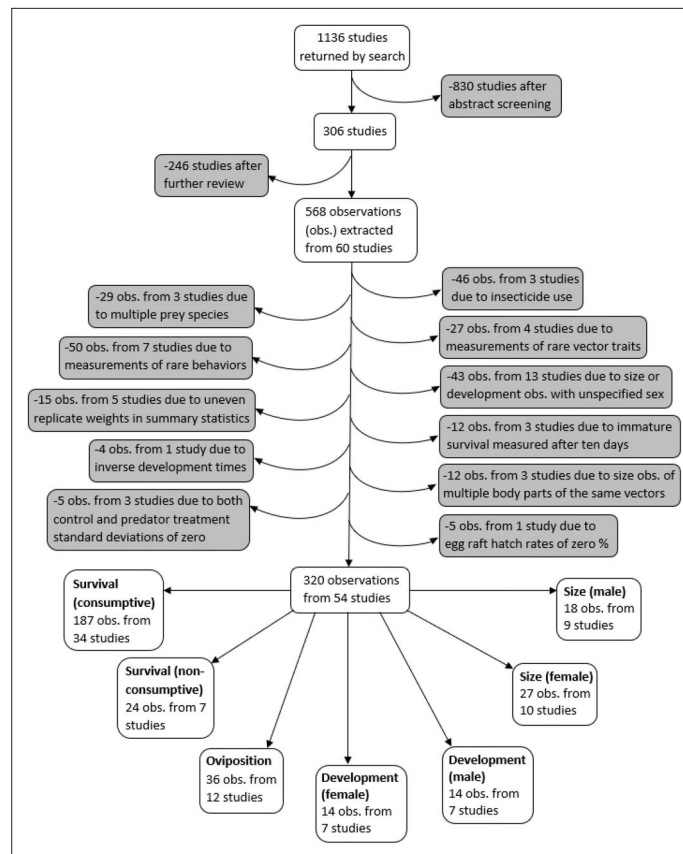 1136 studies
returned by search
-830 studies after
abstract screening
306 studies
-246 studies after
further review
568 observations
(obs.) extracted
from 60 studies
-46 obs. from 3 studies
due to insecticide use
-29 obs. from 3 studies due
to multiple prey species
-27 obs. from 4 studies due to
measurements of rare vector traits
-50 obs. from 7 studies due to
measurements of rare behaviors
-43 obs. from 13 studies due to size or
development obs. with unspecified sex
-15 obs. from 5 studies due to uneven
replicate weights in summary statistics
-12 obs. from 3 studies due to immature
survival measured after ten days
-4 obs. from 1 study due to
inverse development times
-12 obs. from 3 studies due to size obs. of
multiple body parts of the same vectors
-5 obs. from 3 studies due to both
control and predator treatment
standard deviations of zero
-5 obs. from 1 study due to
egg raft hatch rates of zero %
320 observations
from 54 studies
Survival
(consumptive)
187 obs. from
34 studies
Size (male)
18 obs. from
9 studies
Survival (non-
consumptive)
24 obs. from 7
studies
Size (female)
27 obs. from
10 studies
Oviposition
36 obs. from
12 studies
Development
(female)
14 obs. from
7 studies
Development
(male)
14 obs. from
7 studies